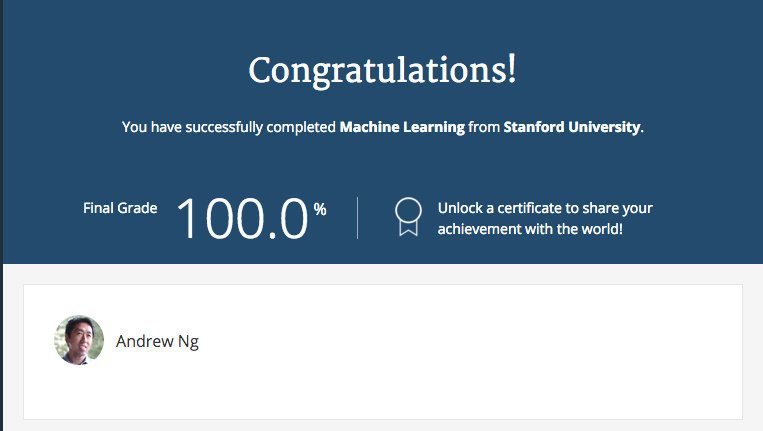 Congratulations!
You have successfully completed Machine Learning from Stanford University.
Final Grade 100.0 %
Unlock a certificate to share your
achievement with the world!
Andrew Ng